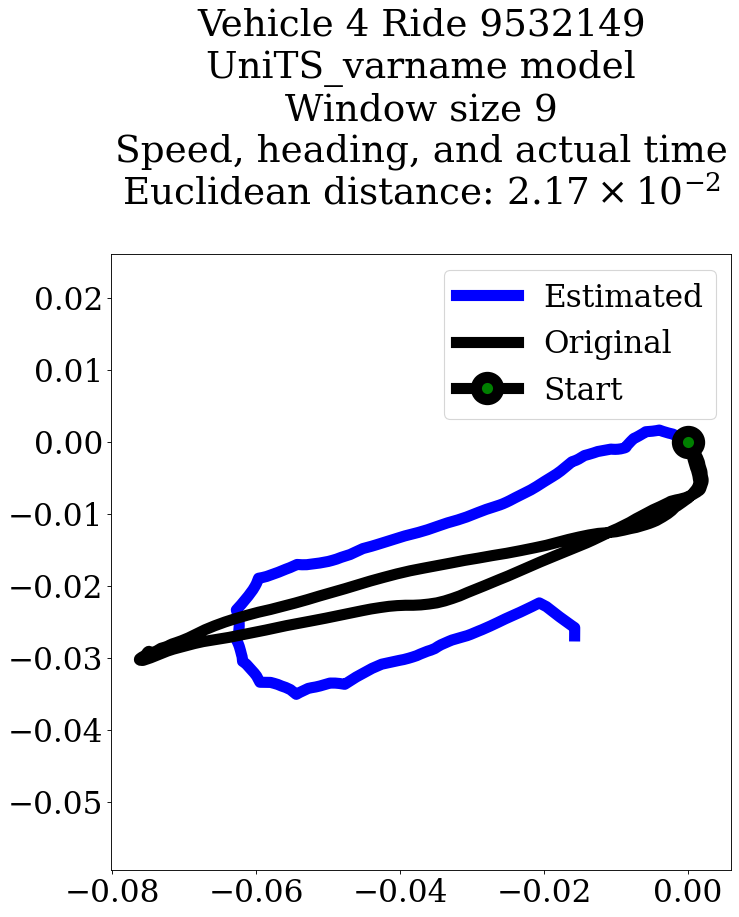 Vehicle 4 Ride 9532149
UniTS_varname model
Window size 9
Speed, heading, and actual time
Euclidean distance: 2.17 × 10⁻²
Estimated
Original
Start
0.02
0.01
0.00
−0.01
−0.02
−0.03
−0.04
−0.05
−0.08 −0.06 −0.04 −0.02 0.00